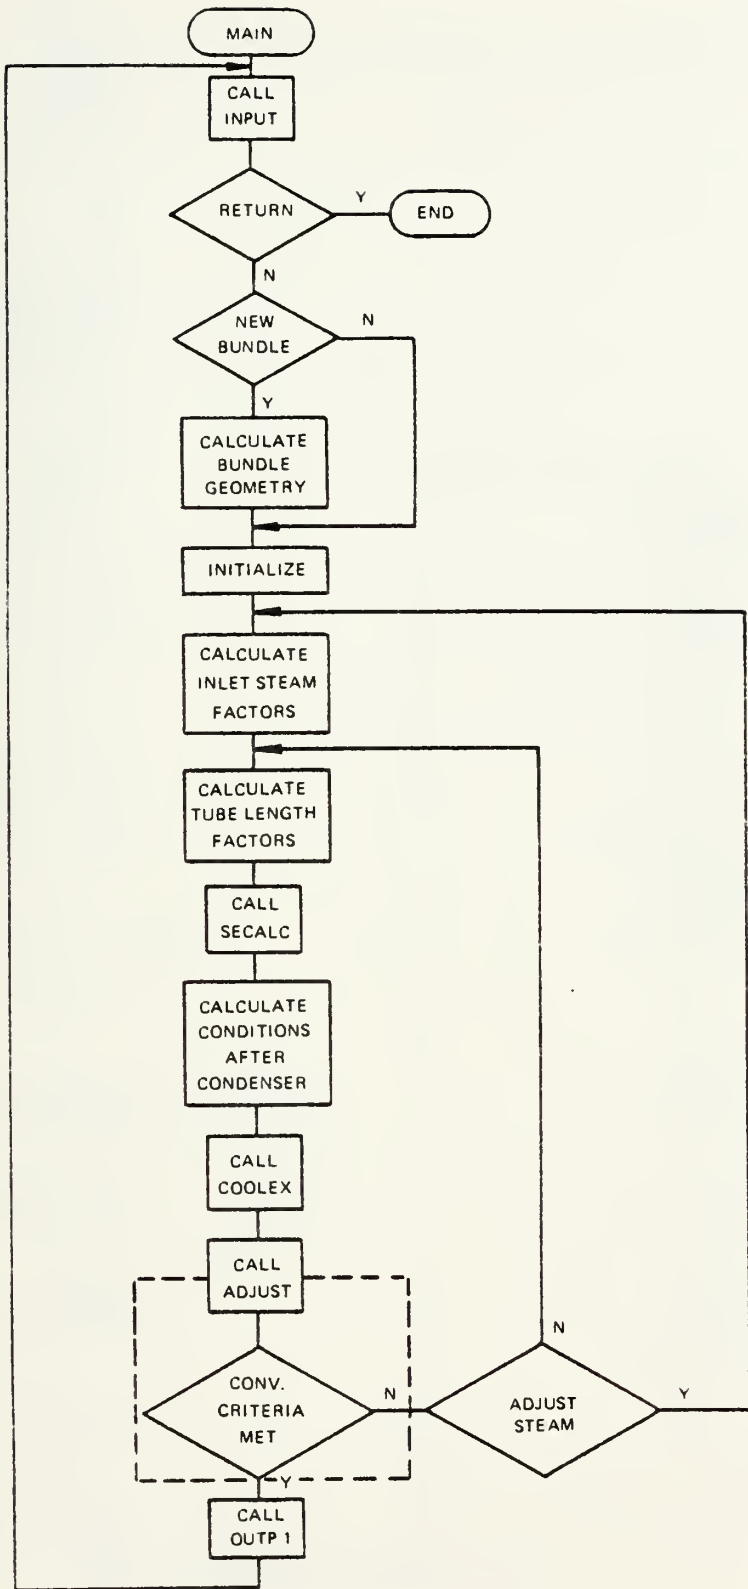 MAIN
CALL
INPUT
RETURN
Y
END
N
NEW
BUNDLE
N
Y
CALCULATE
BUNDLE
GEOMETRY
INITIALIZE
CALCULATE
INLET STEAM
FACTORS
CALCULATE
TUBE LENGTH
FACTORS
CALL
SECALC
CALCULATE
CONDITIONS
AFTER
CONDENSER
CALL
COOLEX
CALL
ADJUST
CONV.
CRITERIA
MET
N
Y
ADJUST
STEAM
N
Y
CALL
OUTP 1